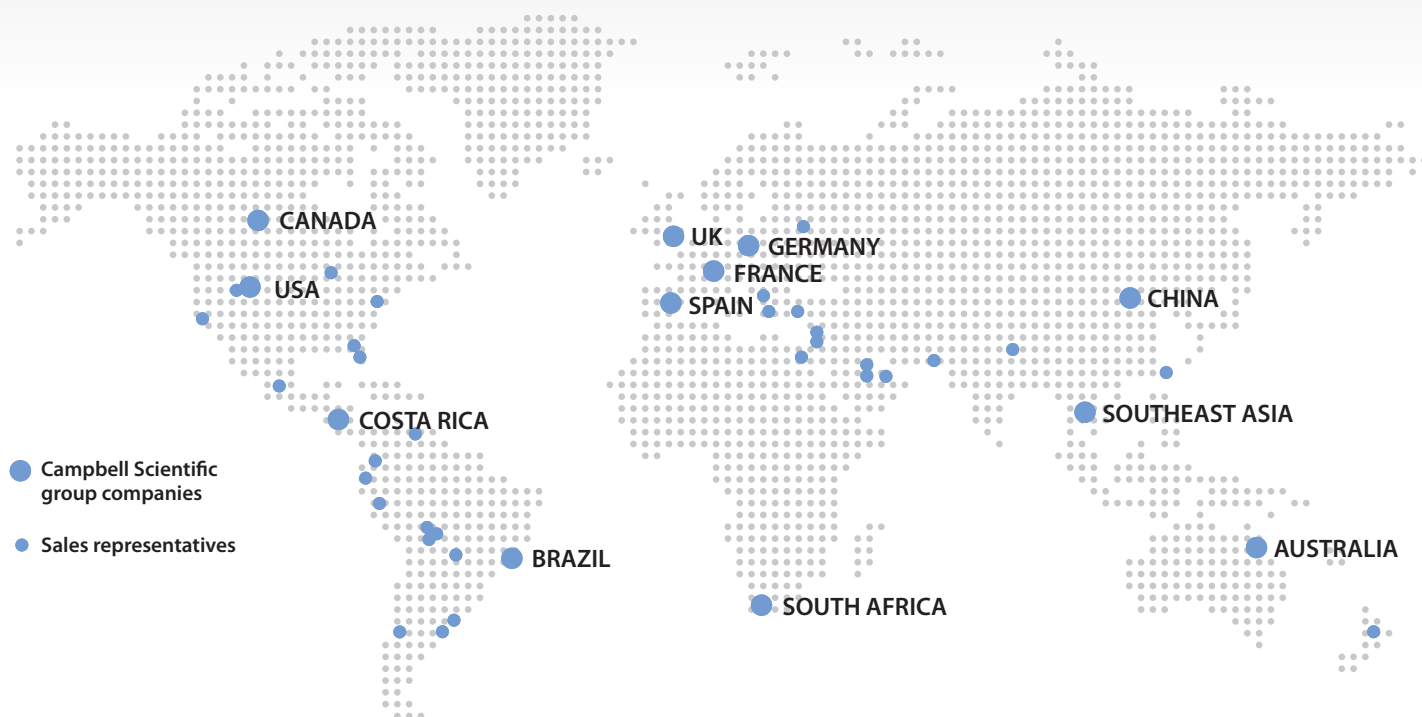 CANADA
UK
GERMANY
FRANCE
USA
SPAIN
CHINA
COSTA RICA
SOUTHEAST ASIA
Campbell Scientific
group companies
Sales representatives
BRAZIL
AUSTRALIA
SOUTH AFRICA